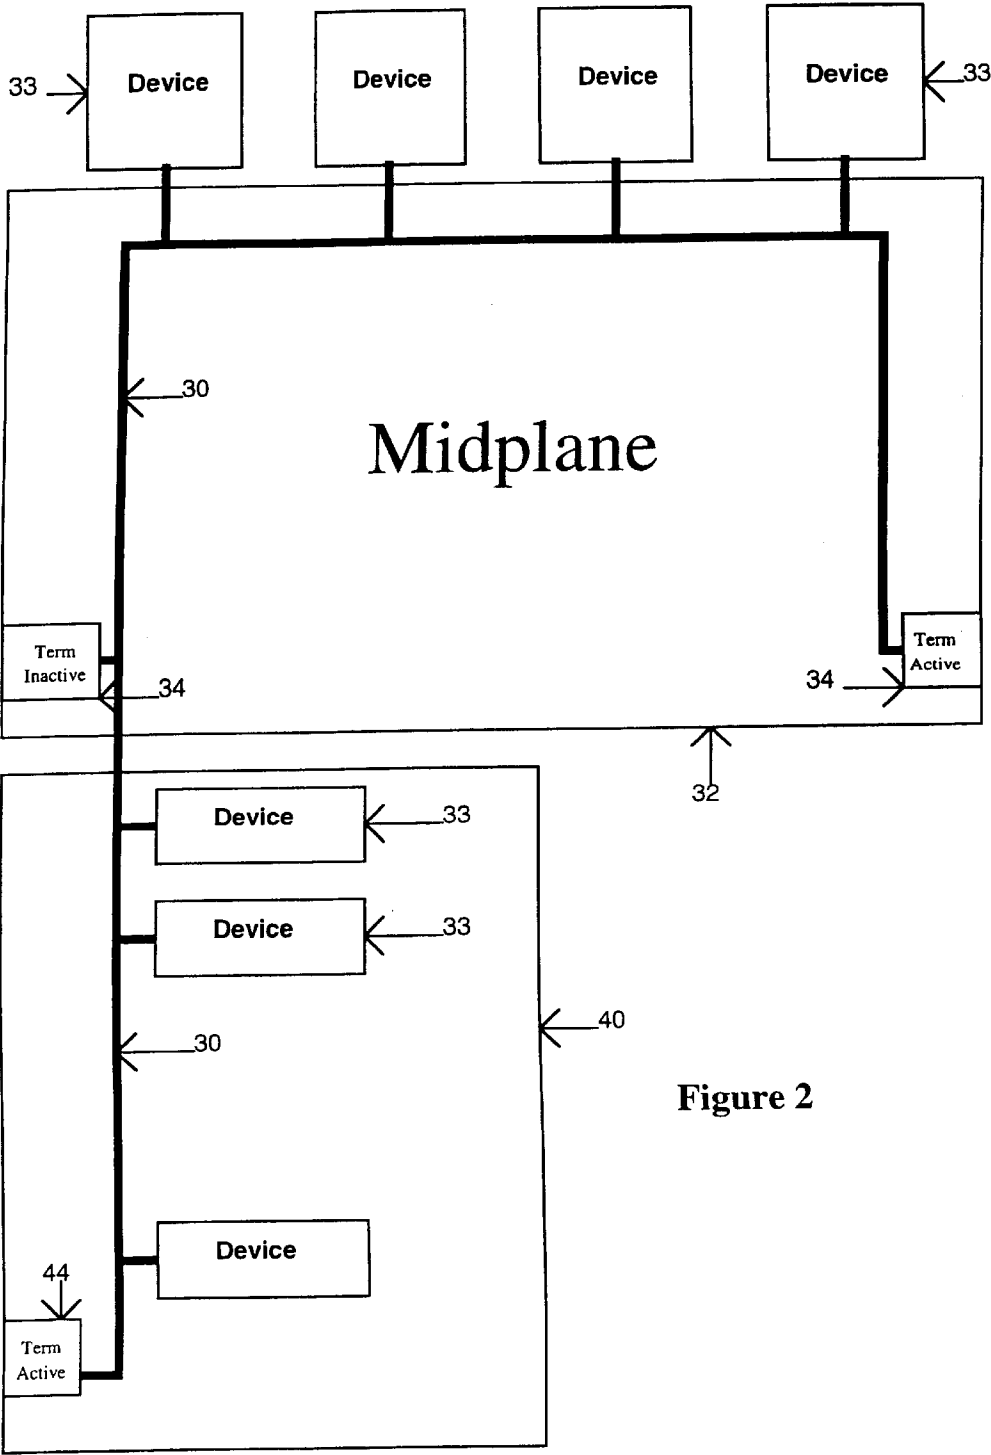 33
Device
Device
Device
Device
33
30
Midplane
Term
Inactive
34
Term
Active
34
32
Device
33
Device
33
40
30
Figure 2
Device
44
Term
Active